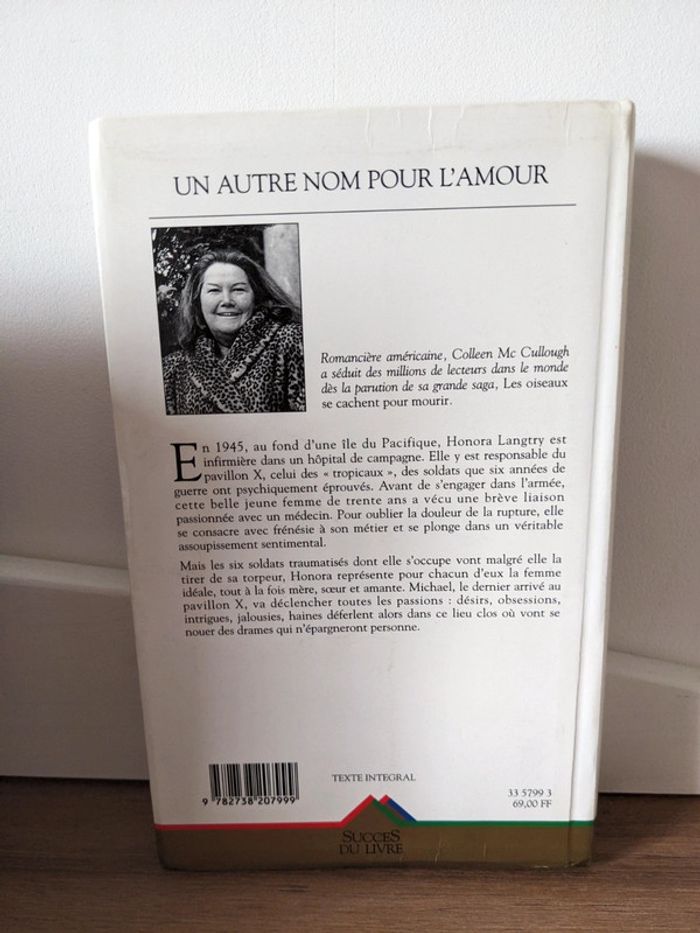 UN AUTRE NOM POUR L'AMOUR
Romancière américaine, Colleen Mc Cullough
a séduit des millions de lecteurs dans le monde
dès la parution de sa grande saga, Les oiseaux
se cachent pour mourir.
En 1945, au fond d'une île du Pacifique, Honora Langtry est
infirmière dans un hôpital de campagne. Elle y est responsable du
pavillon X, celui des « tropicaux », des soldats que six années de
guerre ont psychiquement éprouvés. Avant de s'engager dans l'armée,
cette belle jeune femme de trente ans a vécu une brève liaison
passionnée avec un médecin. Pour oublier la douleur de la rupture, elle
se consacre avec frénésie à son métier et se plonge dans un véritable
assoupissement sentimental.
Mais les six soldats traumatisés dont elle s'occupe vont malgré elle la
tirer de sa torpeur, Honora représente pour chacun d'eux la femme
idéale, tout à la fois mère, sœur et amante. Michael, le dernier arrivé au
pavillon X, va déclencher toutes les passions : désirs, obsessions,
intrigues, jalousies, haines déferlent alors dans ce lieu clos où vont se
nouer des drames qui n'épargneront personne.
TEXTE INTEGRAL
33 5799 3
69,00 FF
9 782738 207999
SUCCES
DU LIVRE